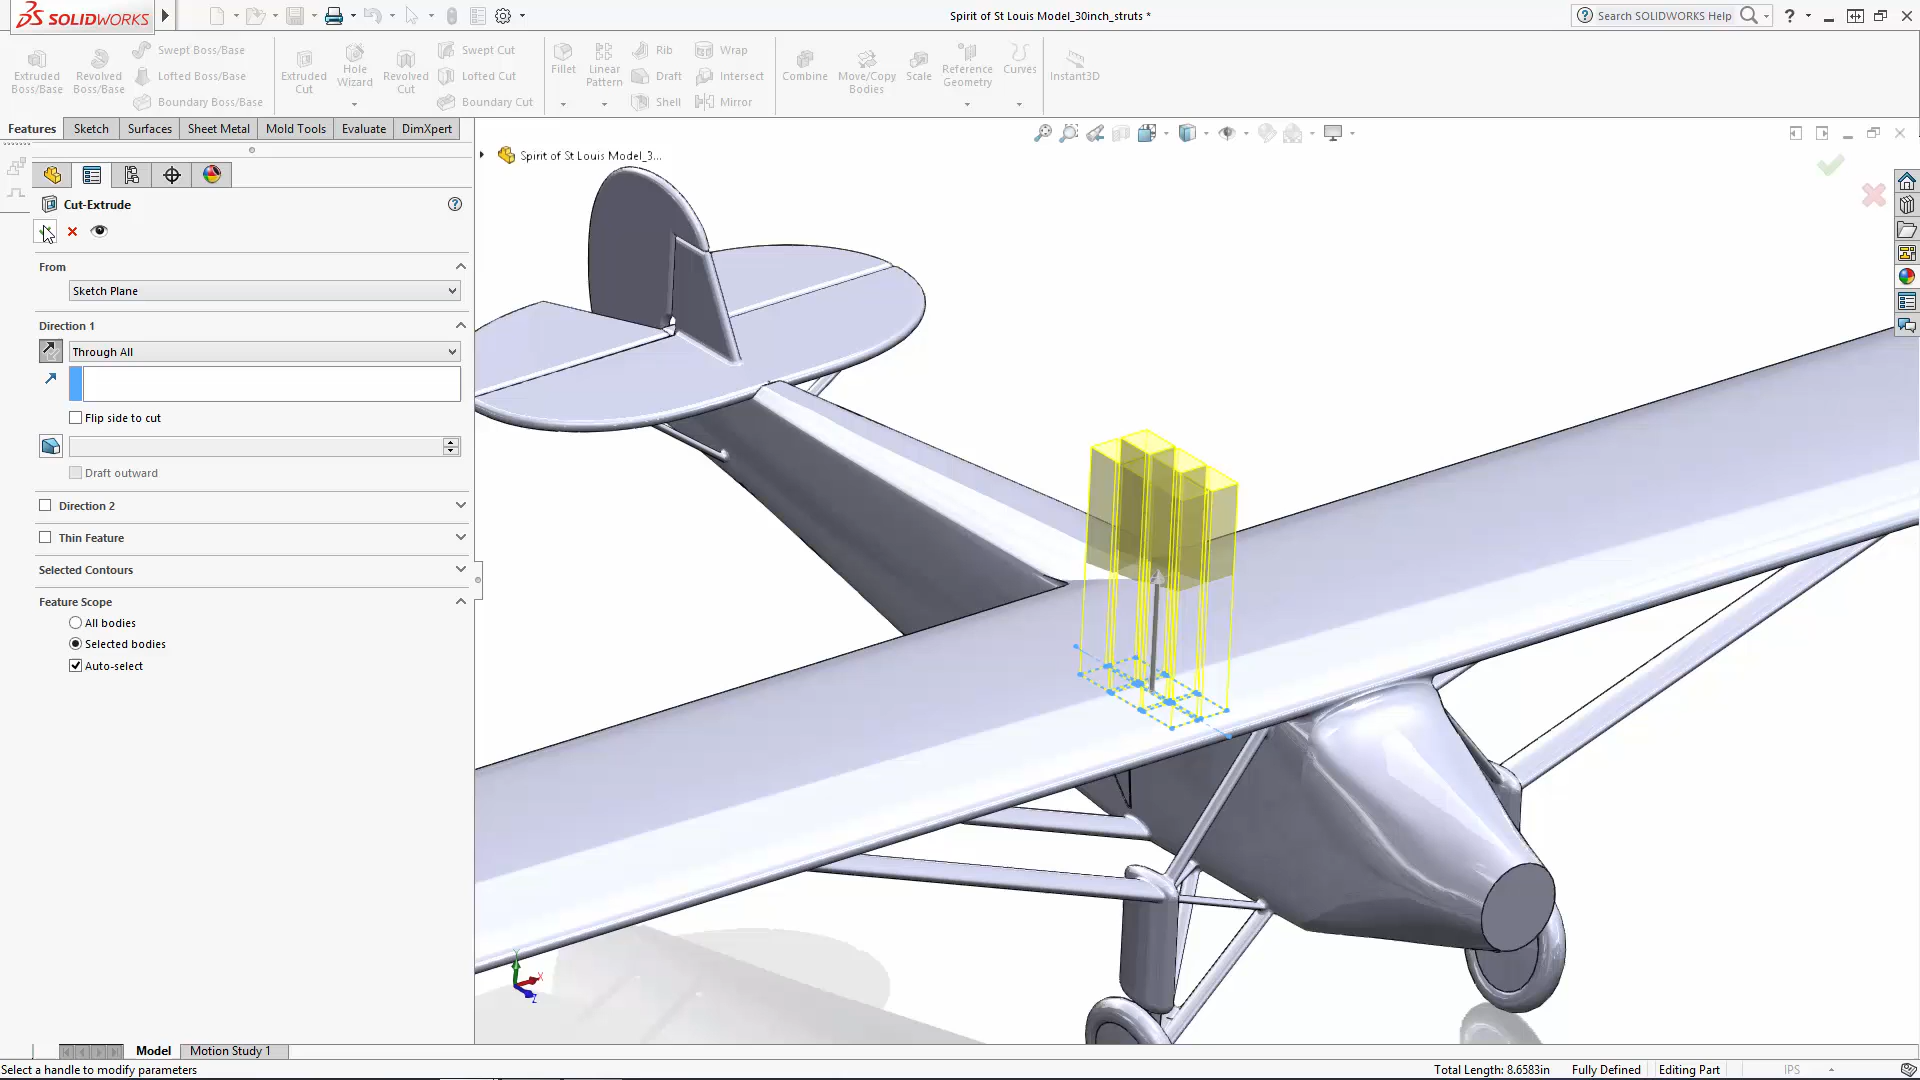 SOLIDWORKS
Spirit of St Louis Model_30inch_struts *
Search SOLIDWORKS Help
Extruded Boss/Base
Revolved Boss/Base
Swept Boss/Base
Lofted Boss/Base
Boundary Boss/Base
Extruded Cut
Hole Wizard
Revolved Cut
Swept Cut
Lofted Cut
Boundary Cut
Fillet
Linear Pattern
Rib
Draft
Shell
Wrap
Intersect
Mirror
Combine
Move/Copy Bodies
Scale
Reference Geometry
Curves
Instant3D
Features
Sketch
Surfaces
Sheet Metal
Mold Tools
Evaluate
DimXpert
Spirit of St Louis Model_3...
Cut-Extrude
From
Sketch Plane
Direction 1
Through All
Flip side to cut
Draft outward
Direction 2
Thin Feature
Selected Contours
Feature Scope
All bodies
Selected bodies
Auto-select
Y
X
Z
Model
Motion Study 1
Select a handle to modify parameters
Total Length: 8.6583in
Fully Defined
Editing Part
IPS